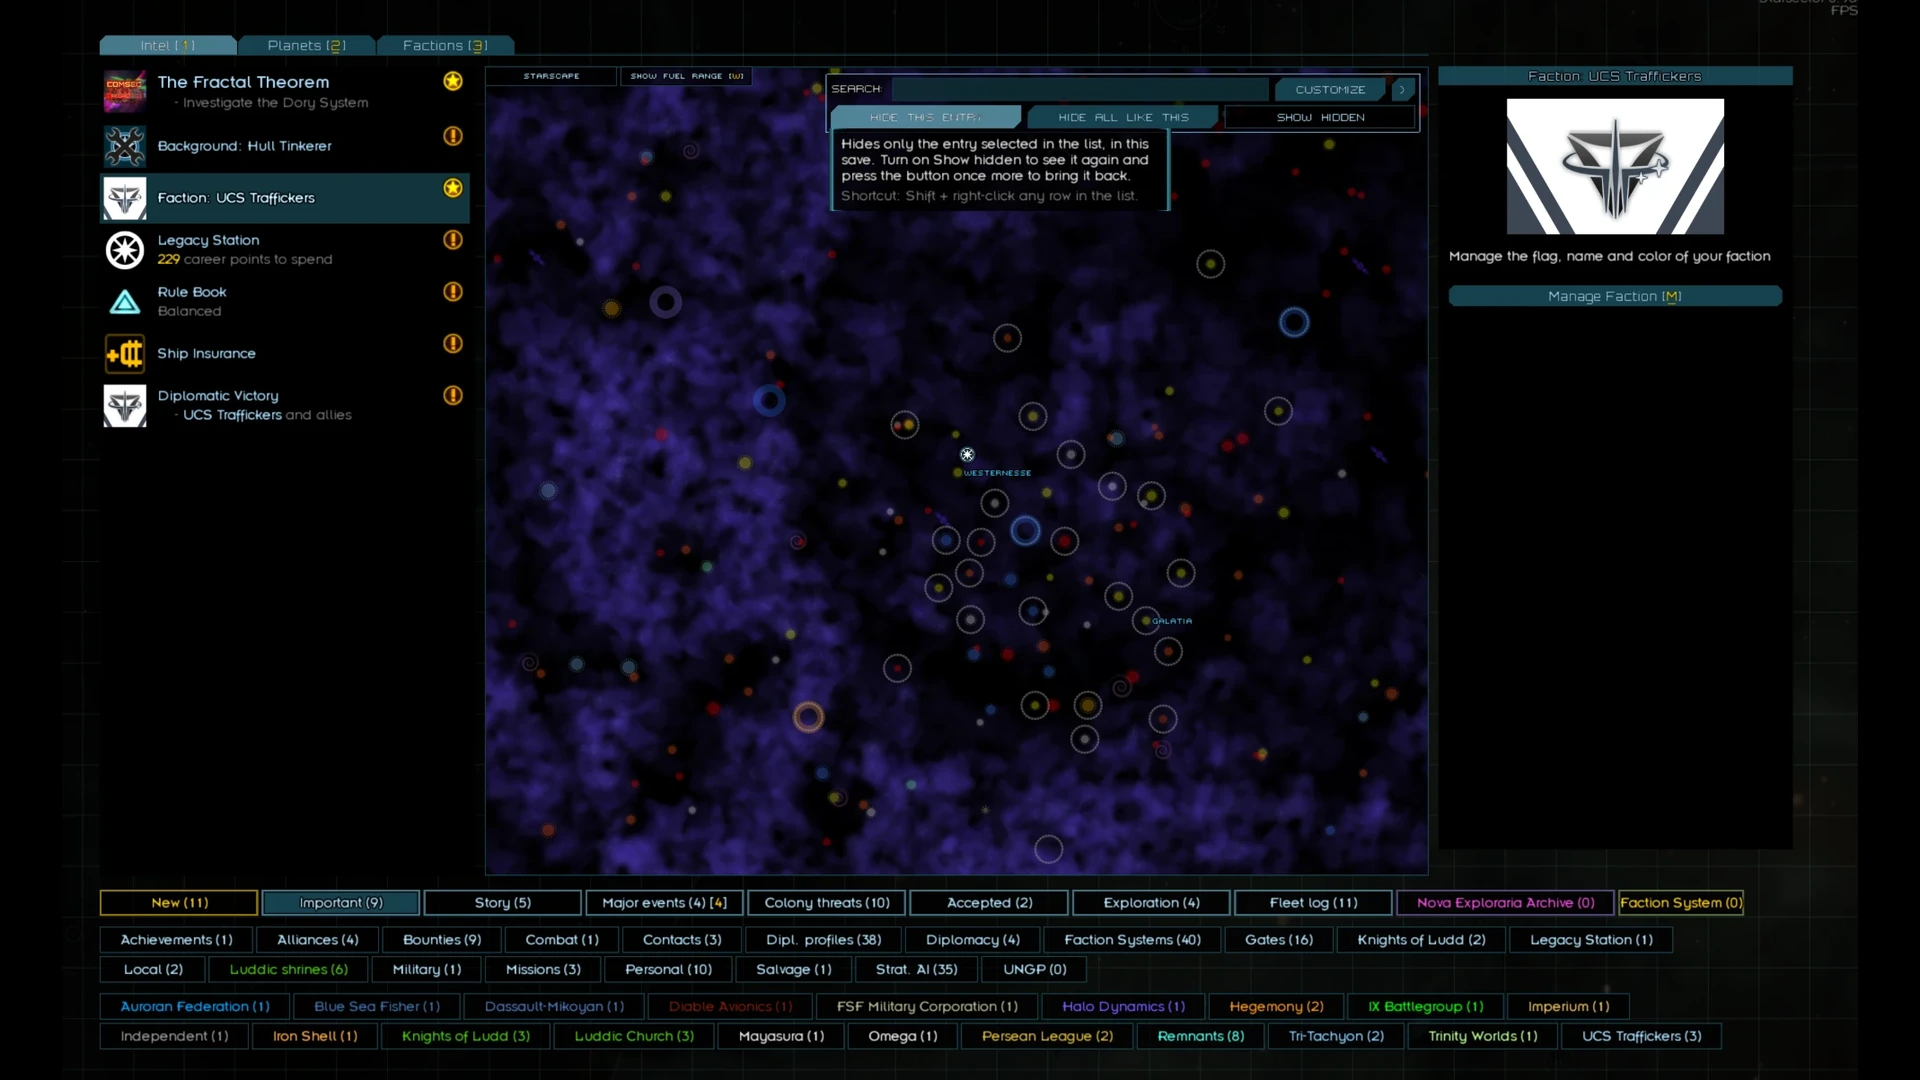 FPS
Intel [1]
Planets [2]
Factions [3]
COMSEC
The Fractal Theorem
- Investigate the Dory System
Background: Hull Tinkerer
Faction: UCS Traffickers
Legacy Station
229 career points to spend
Rule Book
Balanced
Ship Insurance
Diplomatic Victory
- UCS Traffickers and allies
STARSCAPE
SHOW FUEL RANGE [W]
SEARCH:
CUSTOMIZE
>
HIDE THIS ENTRY
HIDE ALL LIKE THIS
SHOW HIDDEN
Hides only the entry selected in the list, in this
save. Turn on Show hidden to see it again and
press the button once more to bring it back.
Shortcut: Shift + right-click any row in the list.
WESTERNESSE
GALATIA
Faction: UCS Traffickers
Manage the flag, name and color of your faction
Manage Faction [M]
New (11)
Important (9)
Story (5)
Major events (4) [4]
Colony threats (10)
Accepted (2)
Exploration (4)
Fleet log (11)
Nova Exploraria Archive (0)
Faction System (0)
Achievements (1)
Alliances (4)
Bounties (9)
Combat (1)
Contacts (3)
Dipl. profiles (38)
Diplomacy (4)
Faction Systems (40)
Gates (16)
Knights of Ludd (2)
Legacy Station (1)
Local (2)
Luddic shrines (6)
Military (1)
Missions (3)
Personal (10)
Salvage (1)
Strat. AI (35)
UNGP (0)
Auroran Federation (1)
Blue Sea Fisher (1)
Dassault-Mikoyan (1)
Diable Avionics (1)
FSF Military Corporation (1)
Halo Dynamics (1)
Hegemony (2)
IX Battlegroup (1)
Imperium (1)
Independent (1)
Iron Shell (1)
Knights of Ludd (3)
Luddic Church (3)
Mayasura (1)
Omega (1)
Persean League (2)
Remnants (8)
Tri-Tachyon (2)
Trinity Worlds (1)
UCS Traffickers (3)